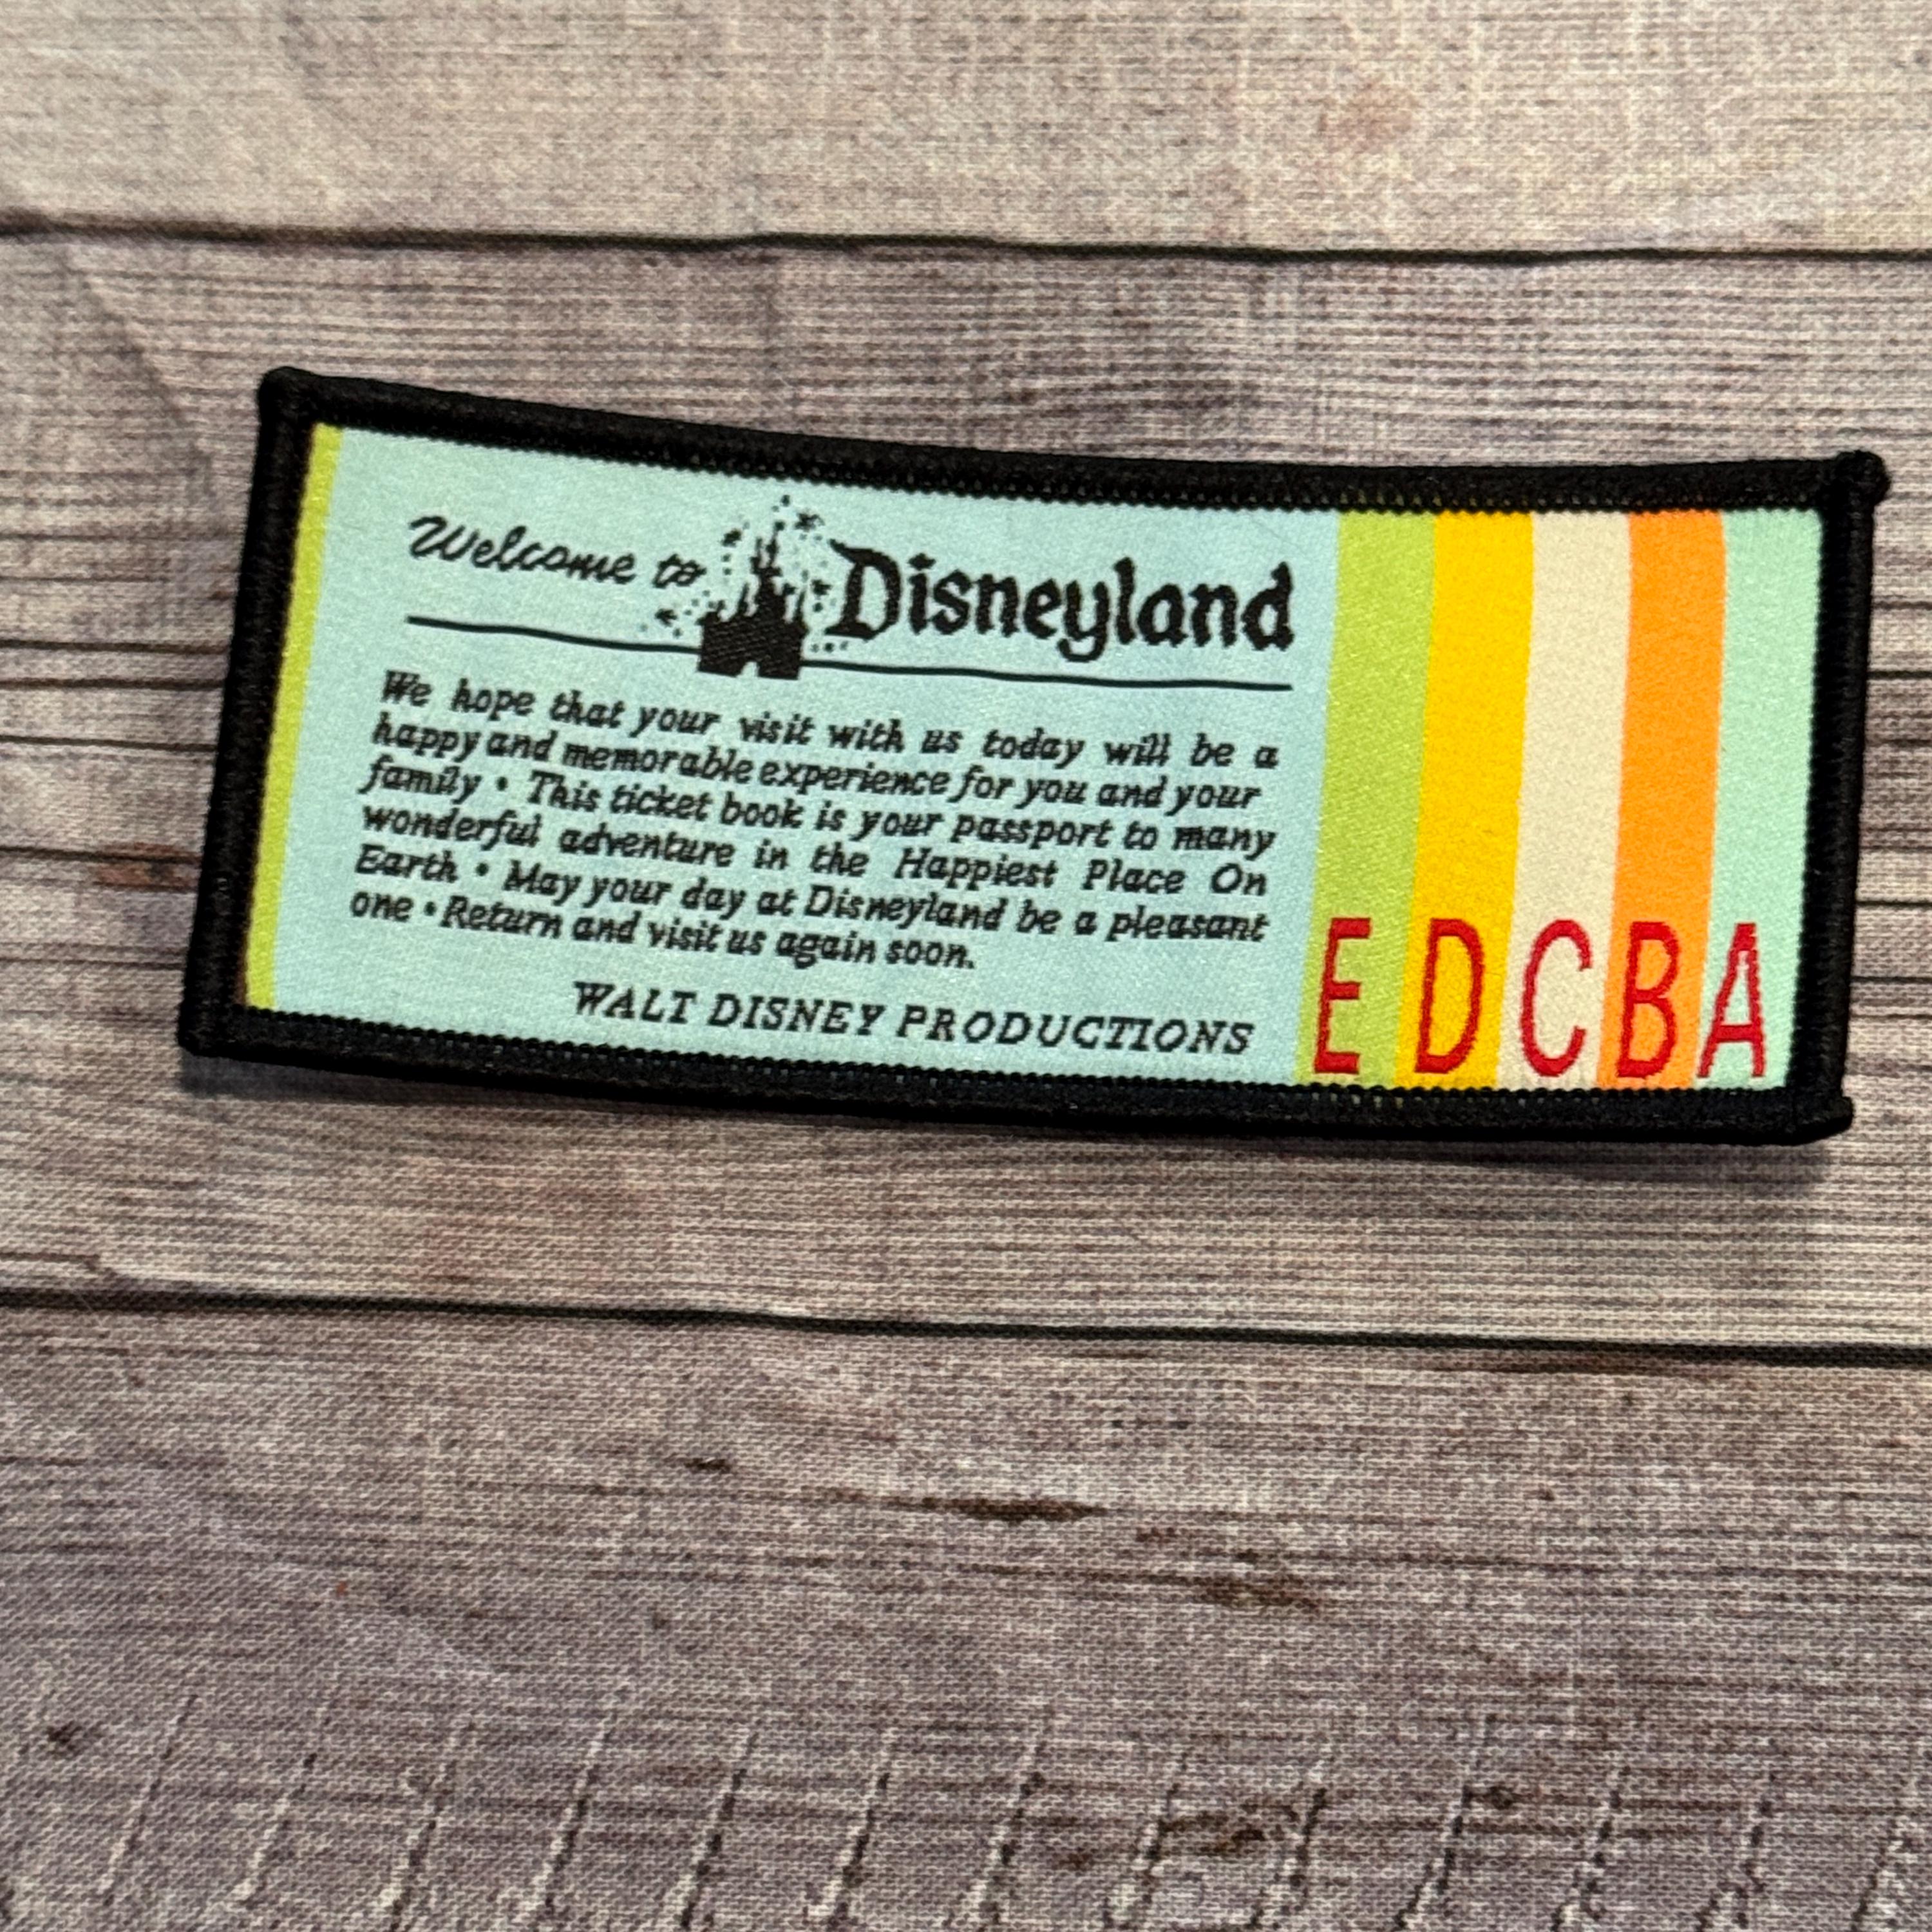 Welcome to Disneyland
We hope that your visit with us today will be a
happy and memorable experience for you and your
family • This ticket book is your passport to many
wonderful adventure in the Happiest Place On
Earth • May your day at Disneyland be a pleasant
one • Return and visit us again soon.
WALT DISNEY PRODUCTIONS
E D C B A